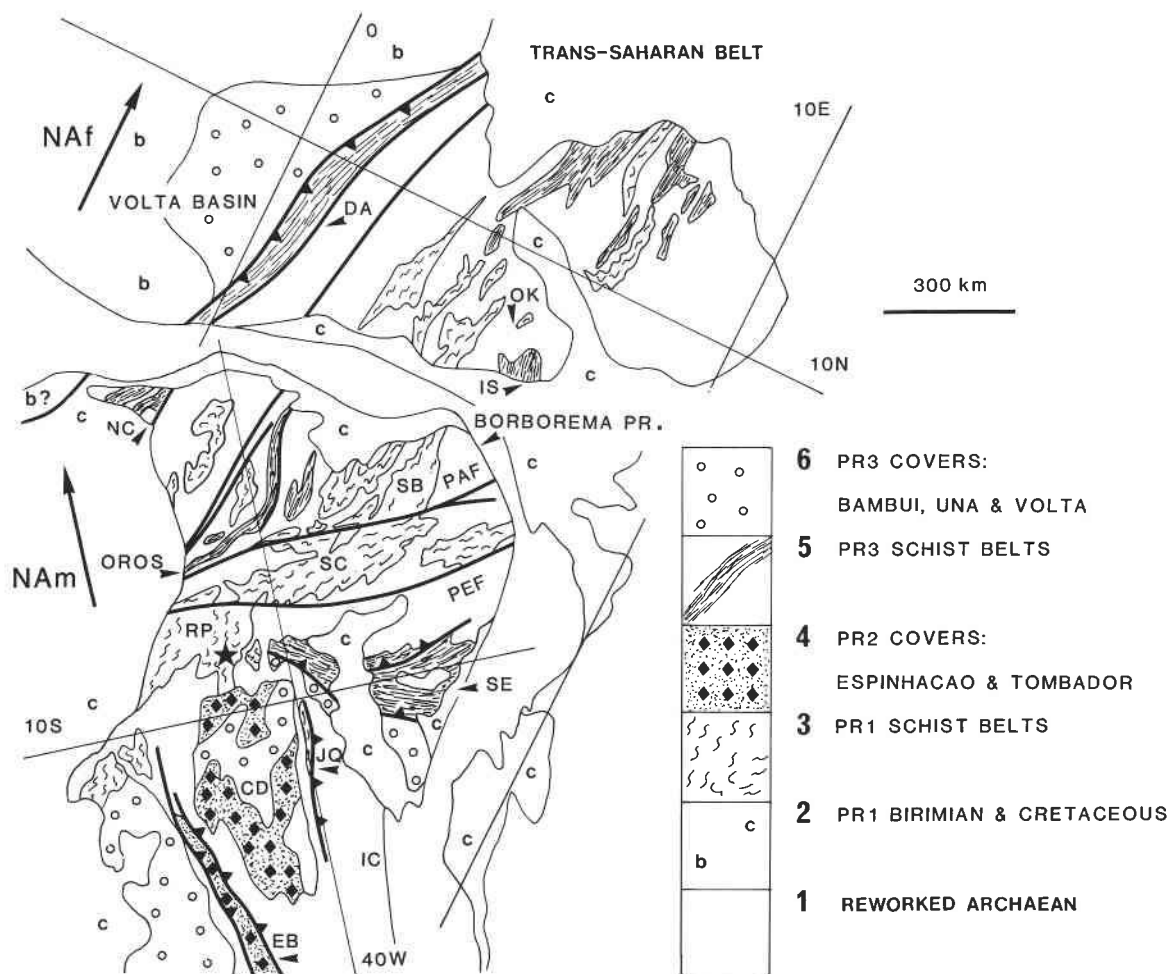 0
b
TRANS-SAHARAN BELT
c
10E
NAf
b
VOLTA BASIN
DA
c
b
OK
300 km
c
10N
c
IS
b?
c
NC
c
BORBOREMA PR.
c
SB
PAF
OROS
SC
NAm
PEF
RP
c
c
SE
10S
c
JQ
c
c
CD
c
IC
c
EB
40W
6 PR3 COVERS:
BAMBUI, UNA & VOLTA
5 PR3 SCHIST BELTS
4 PR2 COVERS:
ESPINHACAO & TOMBADOR
3 PR1 SCHIST BELTS
c
2 PR1 BIRIMIAN & CRETACEOUS
b
1 REWORKED ARCHAEAN